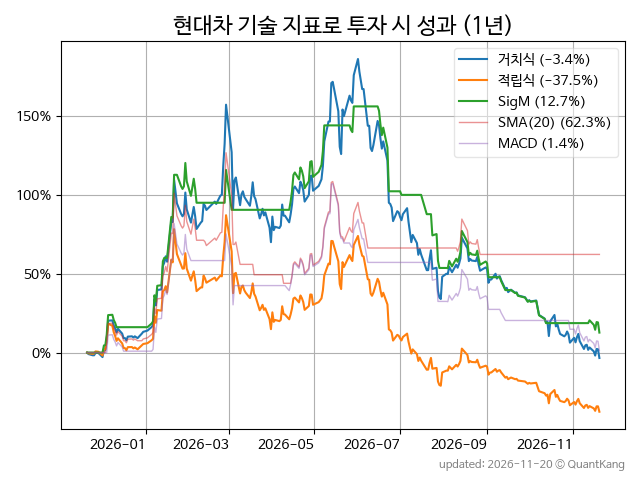 현대차 기술 지표로 투자 시 성과 (1년)
거치식 (-3.4%)
적립식 (-37.5%)
SigM (12.7%)
SMA(20) (62.3%)
MACD (1.4%)
150%
100%
50%
0%
2026-01 2026-03 2026-05 2026-07 2026-09 2026-11
updated: 2026-11-20 © QuantKang